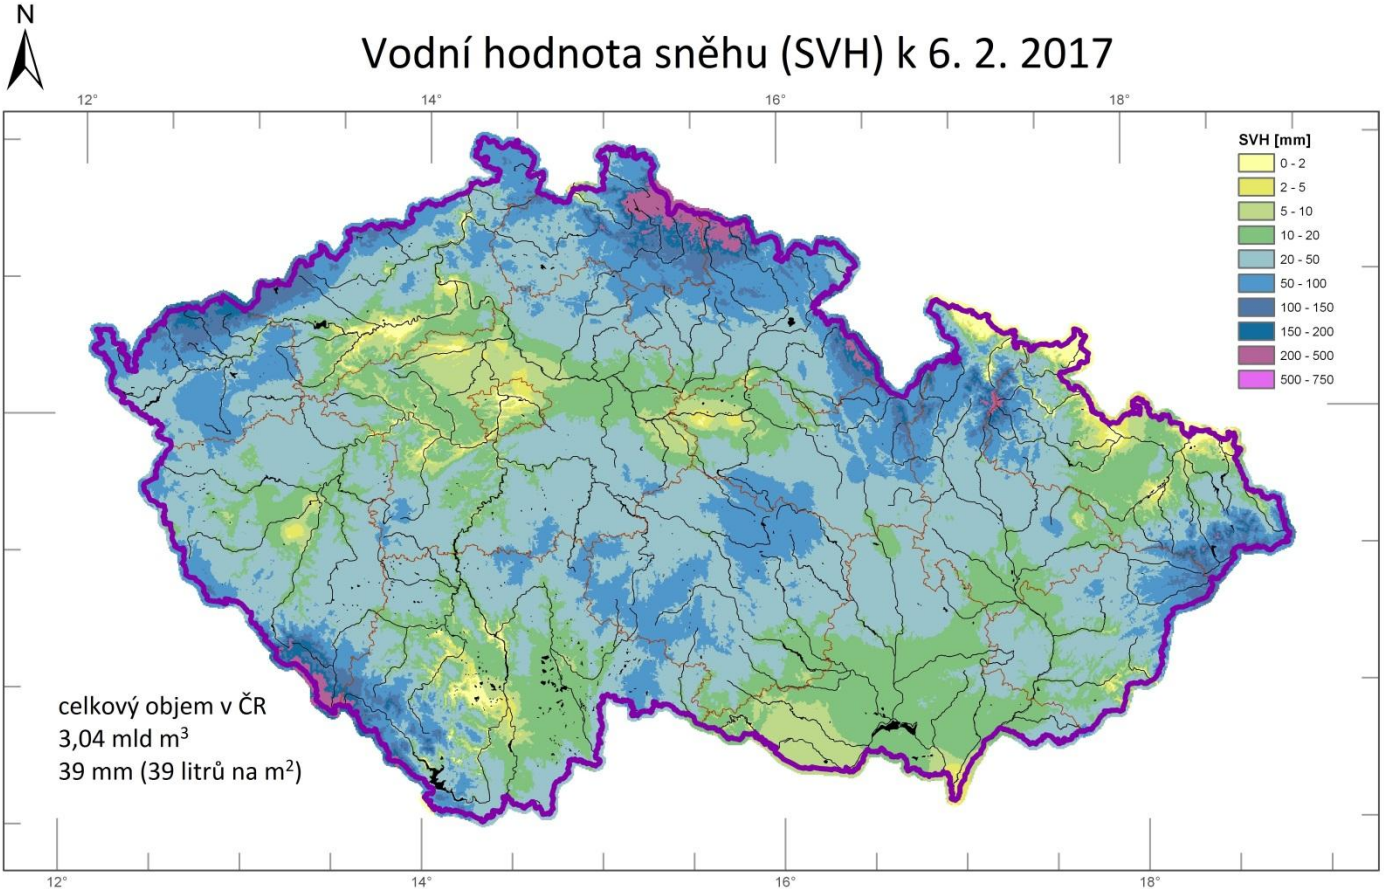 N
Vodní hodnota sněhu (SVH) k 6. 2. 2017
12° 14° 16° 18°
SVH [mm]
0 - 2
2 - 5
5 - 10
10 - 20
20 - 50
50 - 100
100 - 150
150 - 200
200 - 500
500 - 750
celkový objem v ČR
3,04 mld m³
39 mm (39 litrů na m²)
12° 14° 16° 18°